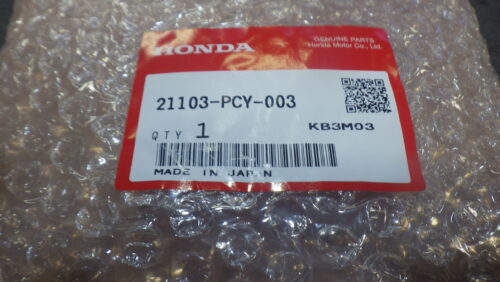 HONDA
GENUINE PARTS
Honda Motor Co., Ltd.
21103-PCY-003
QTY 1
KB3M03
MADE IN JAPAN